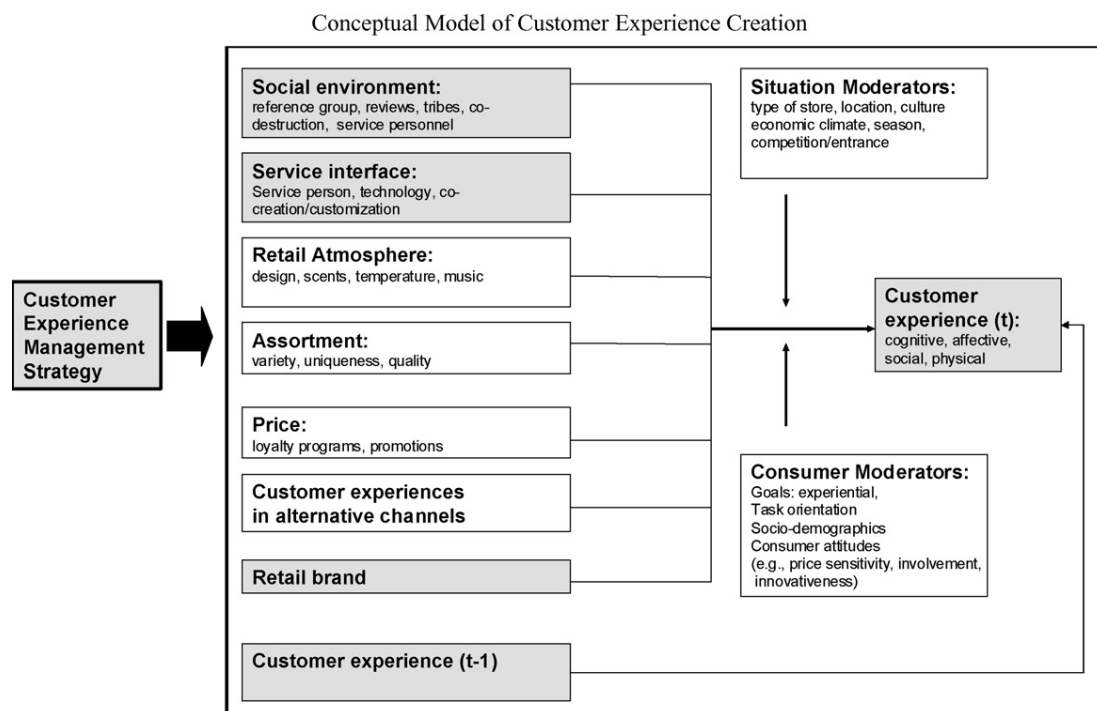 Conceptual Model of Customer Experience Creation
Social environment:
reference group, reviews, tribes, co-
destruction, service personnel
Service interface:
Service person, technology, co-
creation/customization
Retail Atmosphere:
design, scents, temperature, music
Assortment:
variety, uniqueness, quality
Price:
loyalty programs, promotions
Customer experiences
in alternative channels
Retail brand
Customer experience (t-1)
Customer
Experience
Management
Strategy
Situation Moderators:
type of store, location, culture
economic climate, season,
competition/entrance
Customer
experience (t):
cognitive, affective,
social, physical
Consumer Moderators:
Goals: experiential,
Task orientation
Socio-demographics
Consumer attitudes
(e.g., price sensitivity, involvement,
innovativeness)